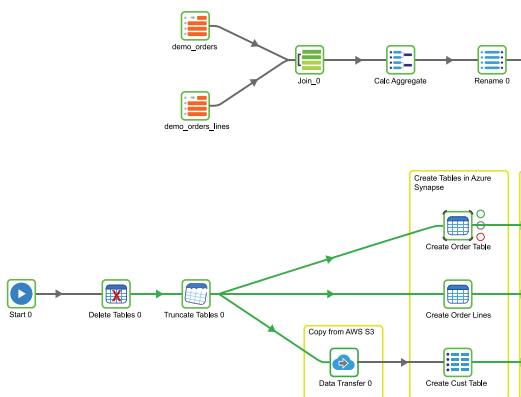 demo_orders
Join_0
Calc Aggregate
Rename 0
demo_orders_lines
Create Tables in Azure
Synapse
Create Order Table
Start 0
Delete Tables 0
Truncate Tables 0
Create Order Lines
Copy from AWS S3
Data Transfer 0
Create Cust Table